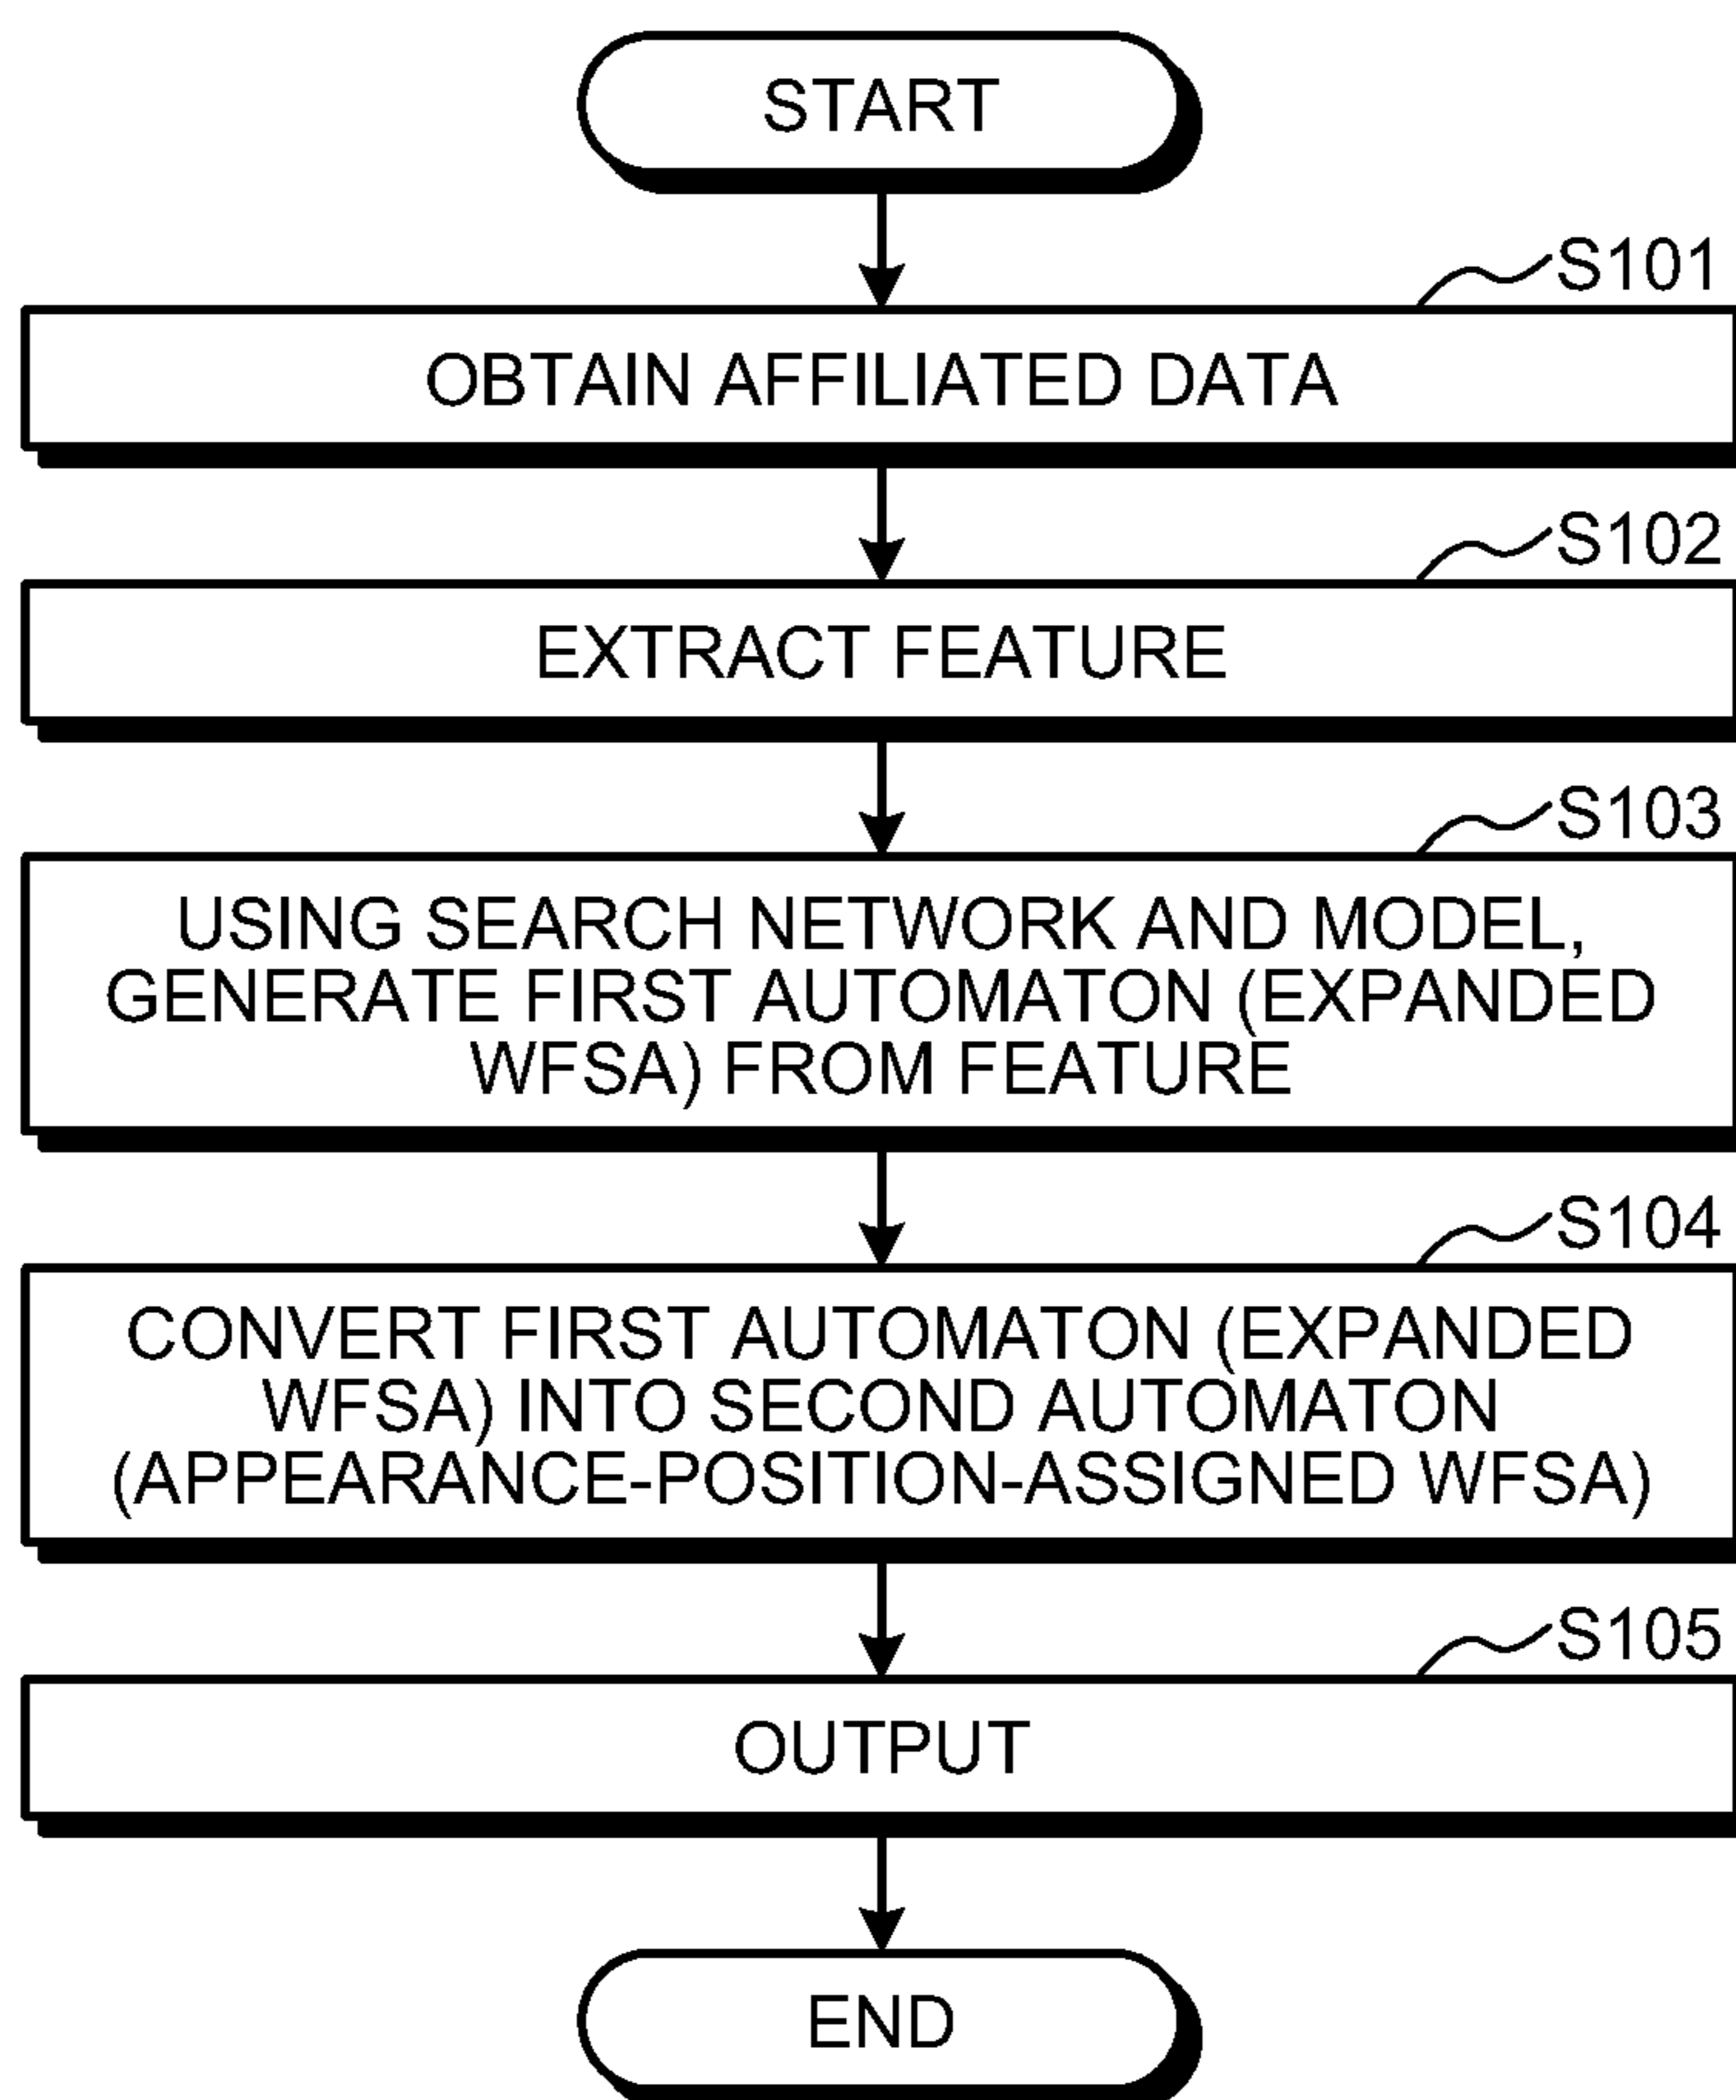 START
S101
OBTAIN AFFILIATED DATA
S102
EXTRACT FEATURE
S103
USING SEARCH NETWORK AND MODEL,
GENERATE FIRST AUTOMATON (EXPANDED
WFSA) FROM FEATURE
S104
CONVERT FIRST AUTOMATON (EXPANDED
WFSA) INTO SECOND AUTOMATON
(APPEARANCE-POSITION-ASSIGNED WFSA)
S105
OUTPUT
END